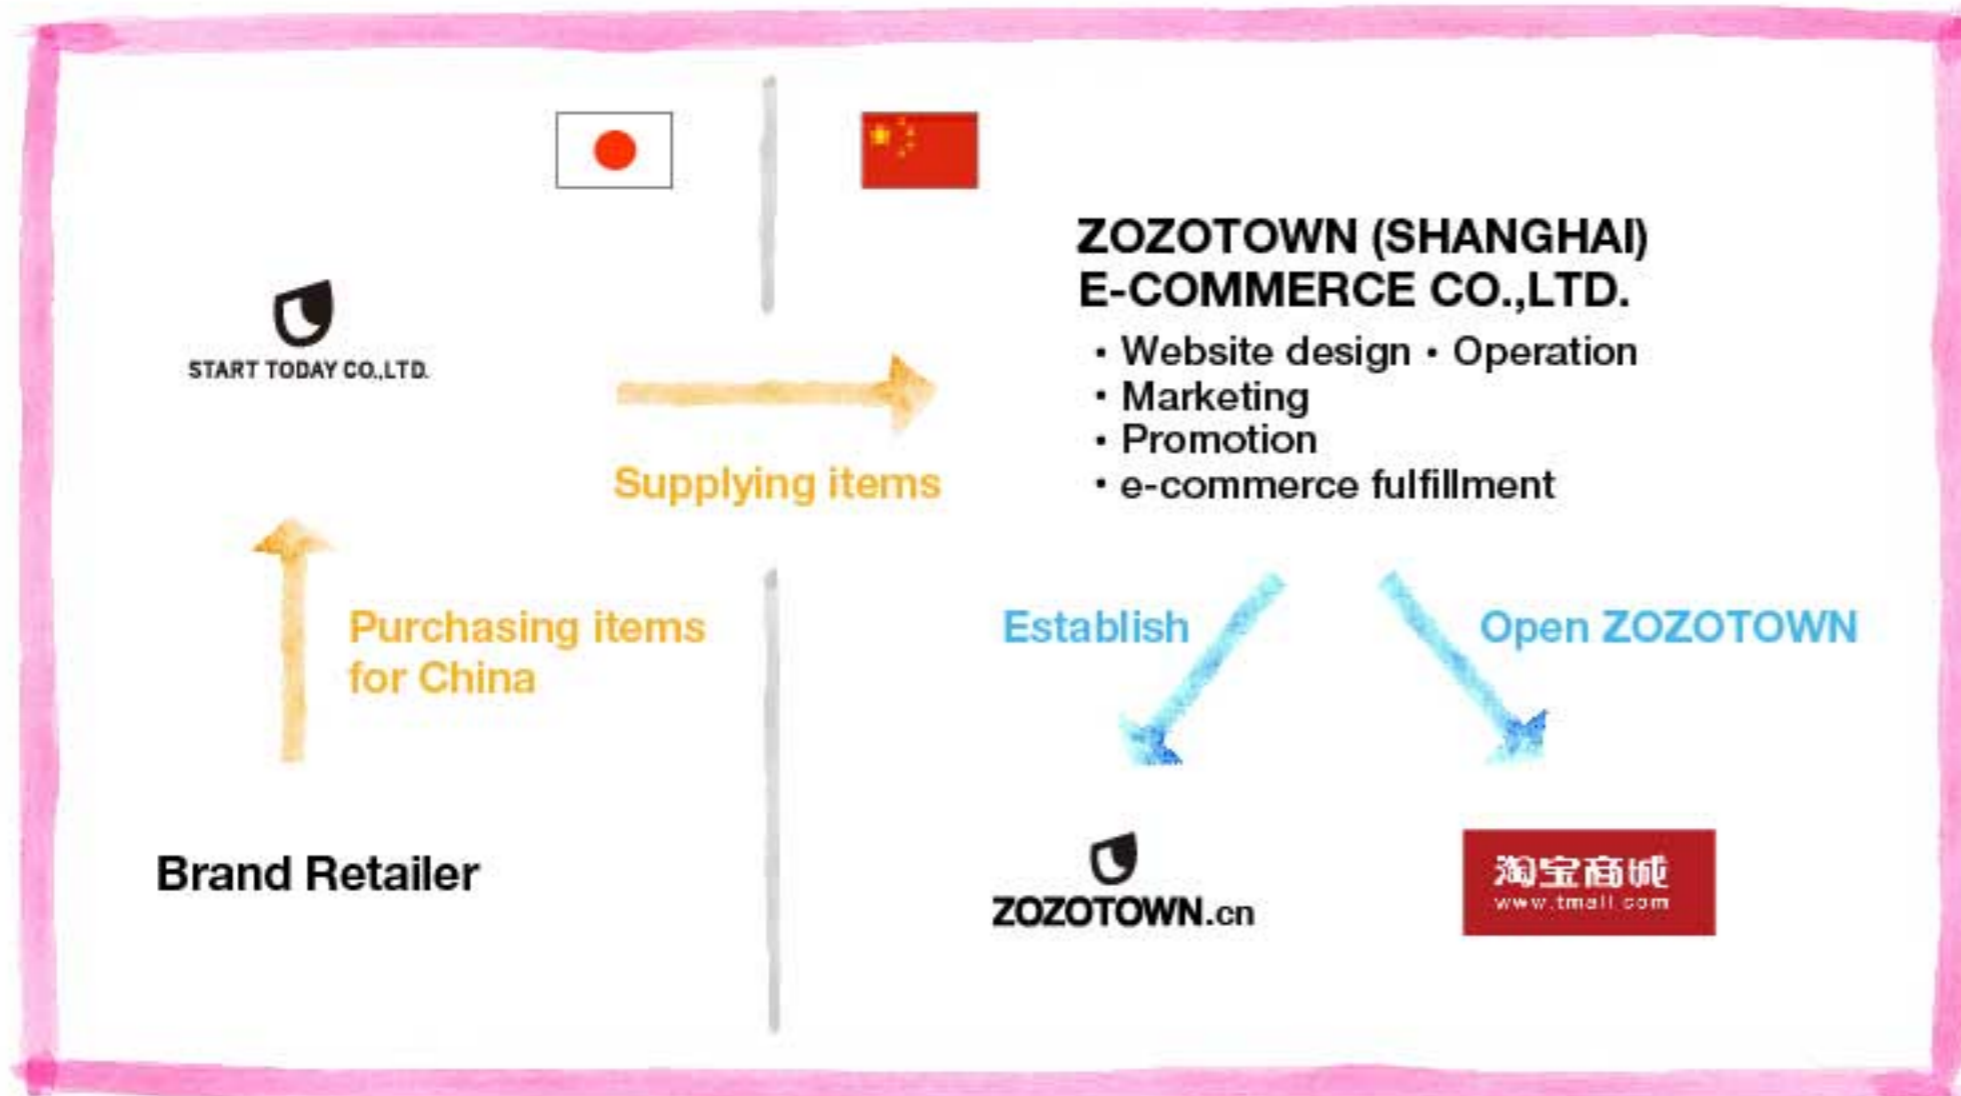 START TODAY CO.,LTD.
ZOZOTOWN (SHANGHAI)
E-COMMERCE CO.,LTD.
・Website design・Operation
・Marketing
・Promotion
・e-commerce fulfillment
Supplying items
Purchasing items
for China
Establish
Open ZOZOTOWN
Brand Retailer
ZOZOTOWN.cn
淘宝商城
www.tmall.com